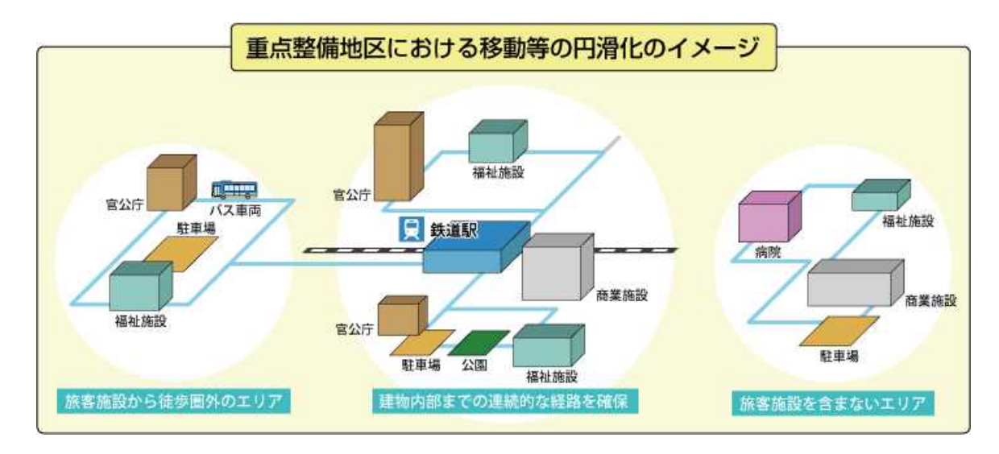 重点整備地区における移動等の円滑化のイメージ
官公庁
バス車両
駐車場
福祉施設
旅客施設から徒歩圏外のエリア
官公庁
福祉施設
鉄道駅
商業施設
官公庁
駐車場
公園
福祉施設
建物内部までの連続的な経路を確保
病院
福祉施設
商業施設
駐車場
旅客施設を含まないエリア